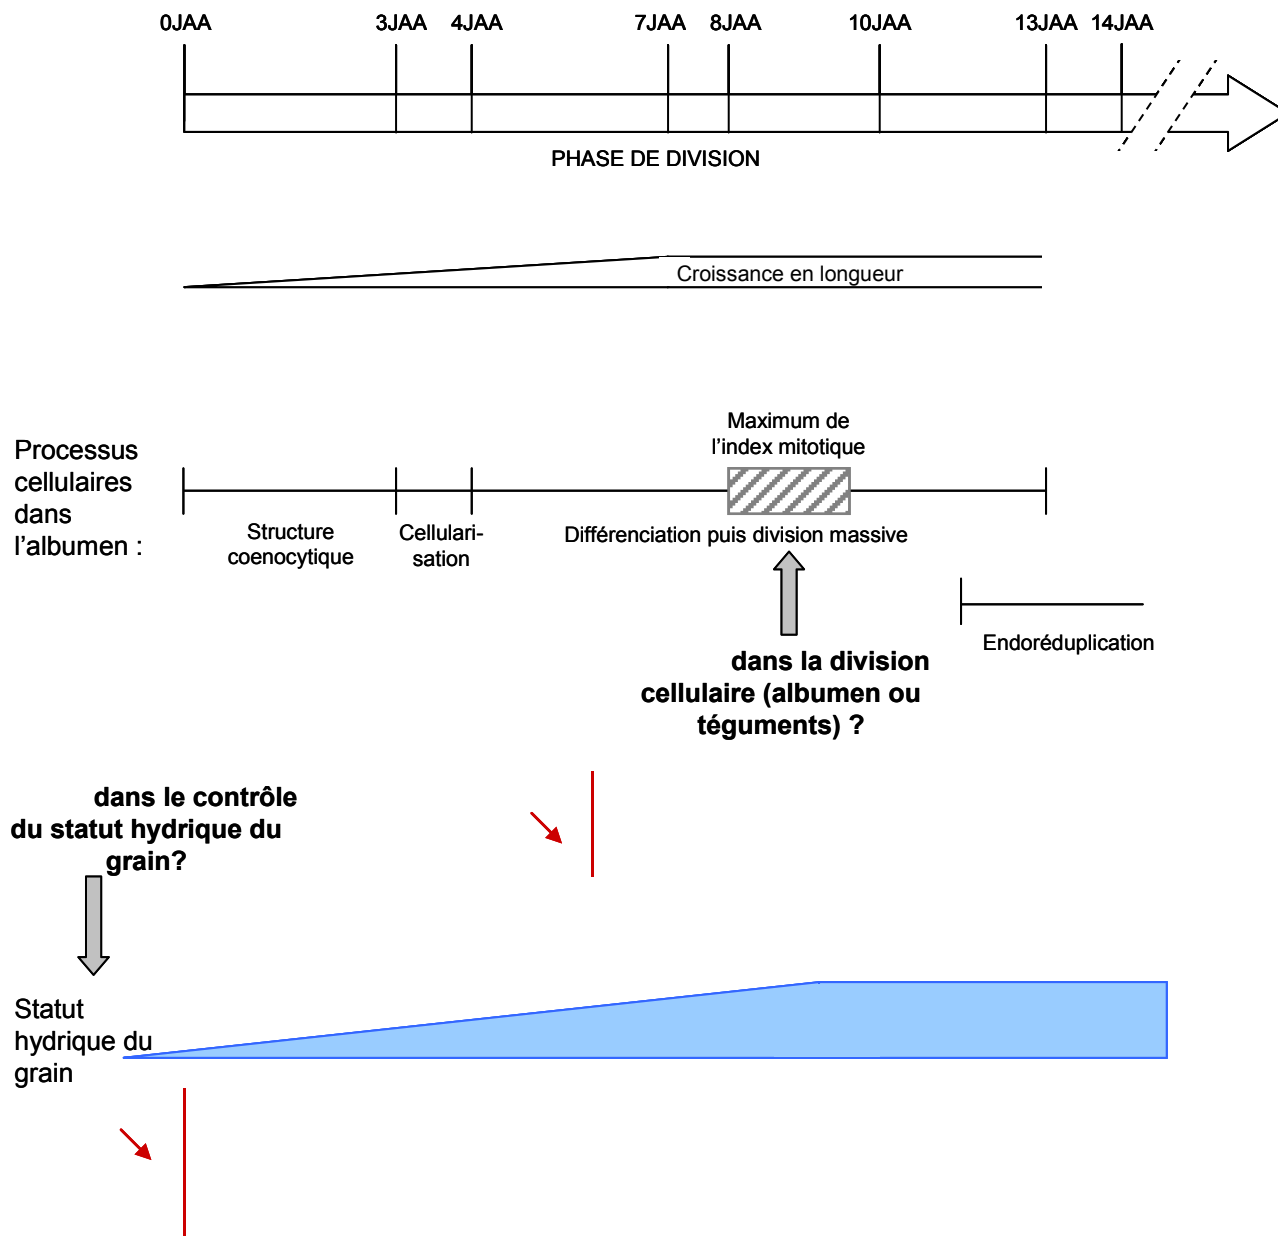 0JAA 3JAA 4JAA 7JAA 8JAA 10JAA 13JAA 14JAA
PHASE DE DIVISION
Croissance en longueur
Processus
cellulaires
dans
l'albumen :
Maximum de
l'index mitotique
Structure
coenocytique
Cellulari-
sation
Différenciation puis division massive
Endoréduplication
dans la division
cellulaire (albumen ou
téguments) ?
dans le contrôle
du statut hydrique du
grain?
Statut
hydrique du
grain